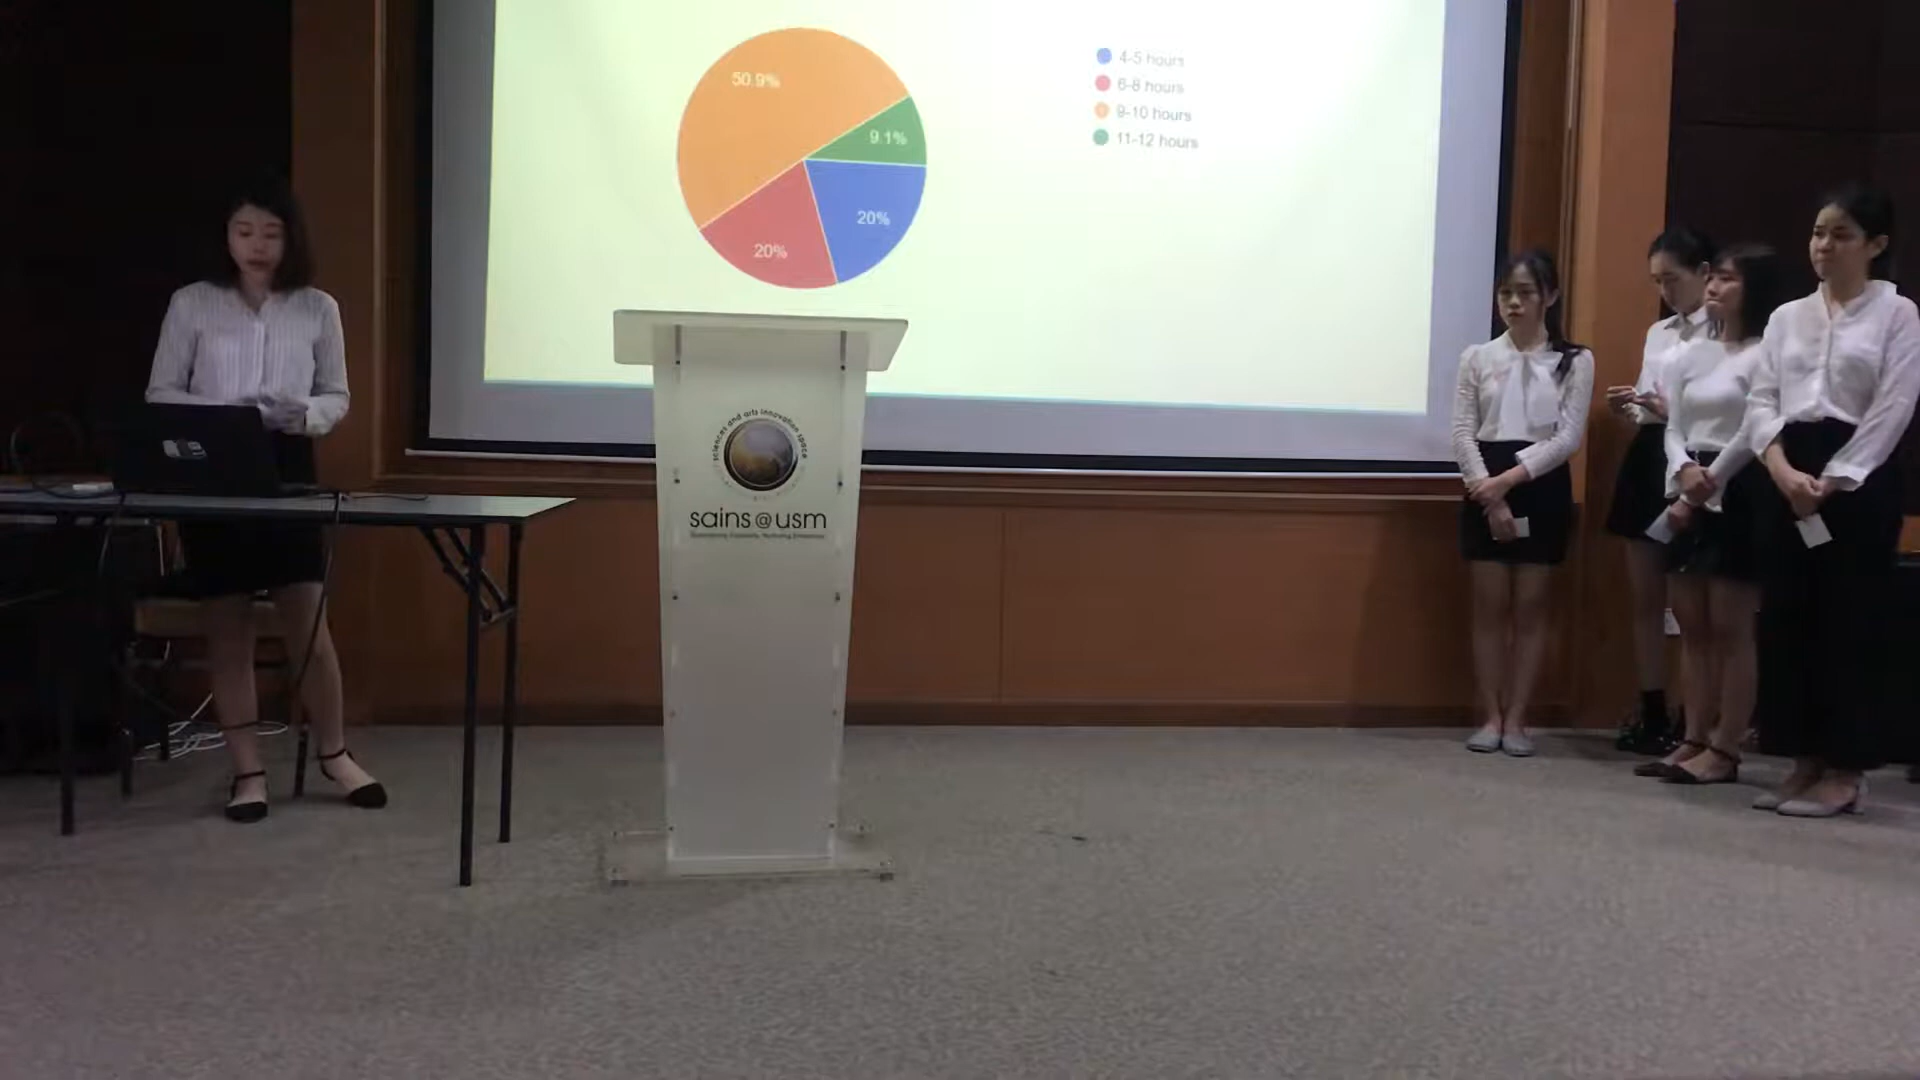 50.9%
9.1%
20%
20%
4-5 hours
6-8 hours
9-10 hours
11-12 hours
sciences and arts innovation space
sains@usm